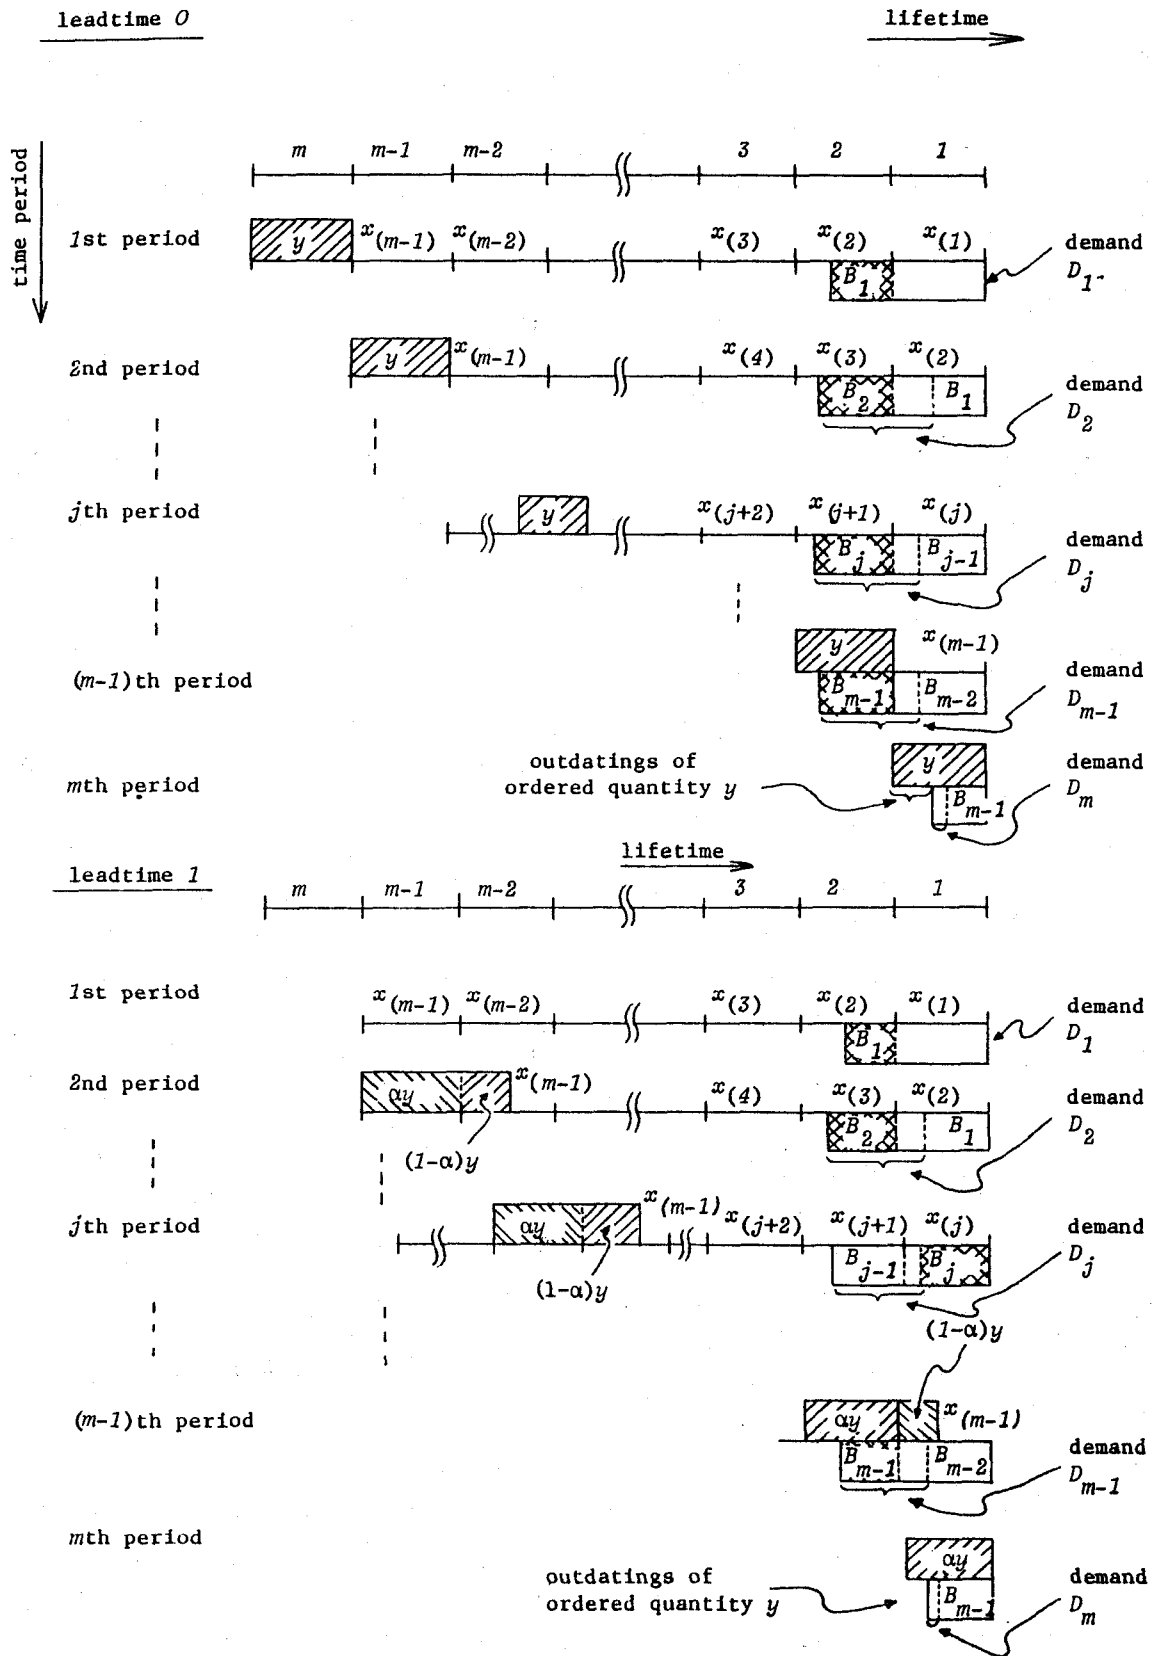 leadtime 0
lifetime
time period
m m-1 m-2 3 2 1
1st period y x(m-1) x(m-2) x(3) x(2) x(1) demand
B1 D1
2nd period y x(m-1) x(4) x(3) x(2) demand
B2 B1 D2
jth period y x(j+2) x(j+1) x(j) demand
Bj Bj-1 Dj
(m-1)th period y x(m-1) demand
Bm-1 Bm-2 Dm-1
mth period outdatings of y demand
ordered quantity y Bm-1 Dm
lifetime
leadtime 1
m m-1 m-2 3 2 1
1st period x(m-1) x(m-2) x(3) x(2) x(1) demand
B1 D1
2nd period αy x(m-1) x(4) x(3) x(2) demand
(1-α)y B2 B1 D2
jth period αy x(m-1) x(j+2) x(j+1) x(j) demand
(1-α)y Bj-1 Bj Dj
(1-α)y
(m-1)th period αy x(m-1) demand
Bm-1 Bm-2 Dm-1
mth period αy
outdatings of demand
ordered quantity y Bm-1 Dm